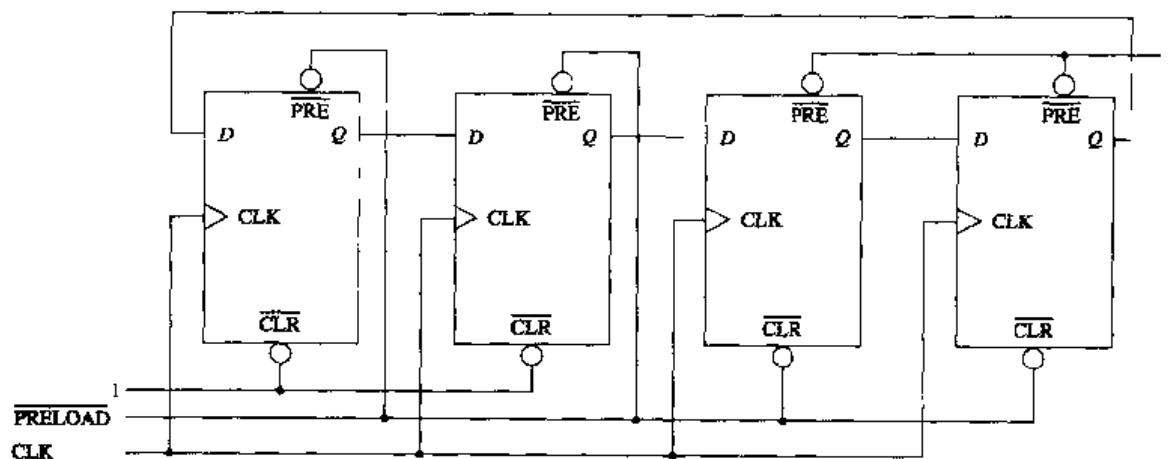 PRE PRE PRE PRE
D Q D Q D Q D Q
CLK CLK CLK CLK
CLR CLR CLR CLR
1
PRELOAD
CLK